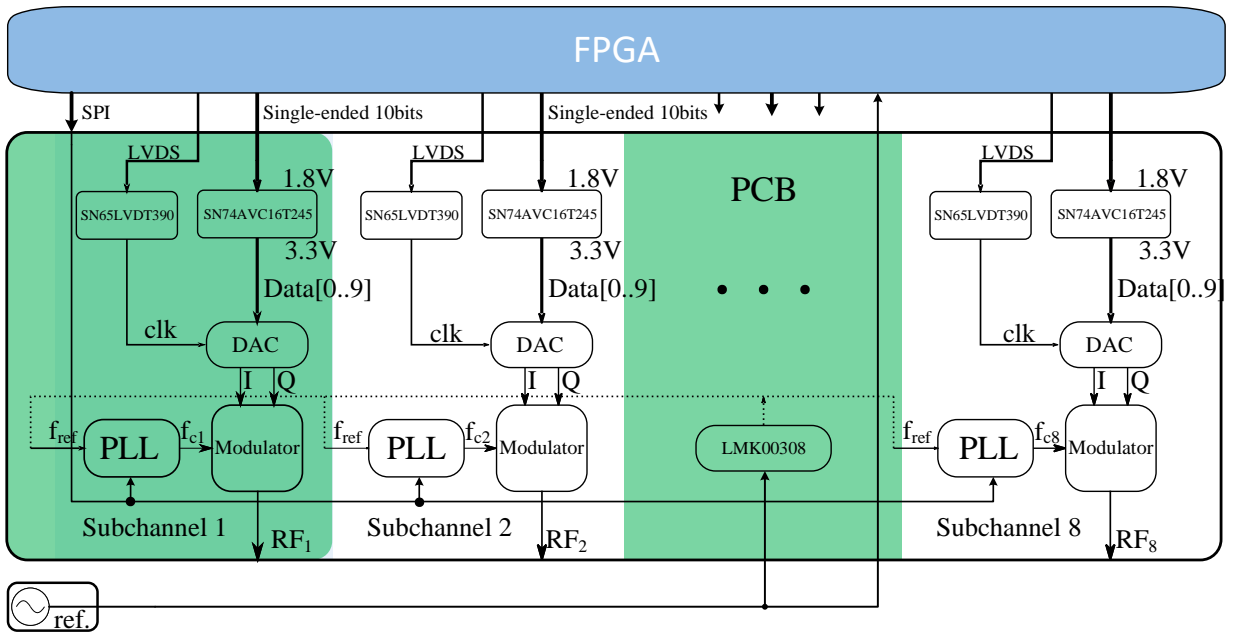 FPGA
SPI
Single-ended 10bits
Single-ended 10bits
LVDS
LVDS
LVDS
1.8V
1.8V
PCB
1.8V
SN65LVDT390
SN74AVC16T245
SN65LVDT390
SN74AVC16T245
SN65LVDT390
SN74AVC16T245
3.3V
3.3V
3.3V
Data[0..9]
Data[0..9]
• • •
Data[0..9]
clk
DAC
clk
DAC
clk
DAC
I
Q
I
Q
I
Q
fref
PLL
fc1
Modulator
fref
PLL
fc2
Modulator
LMK00308
fref
PLL
fc8
Modulator
Subchannel 1
RF1
Subchannel 2
RF2
Subchannel 8
RF8
ref.